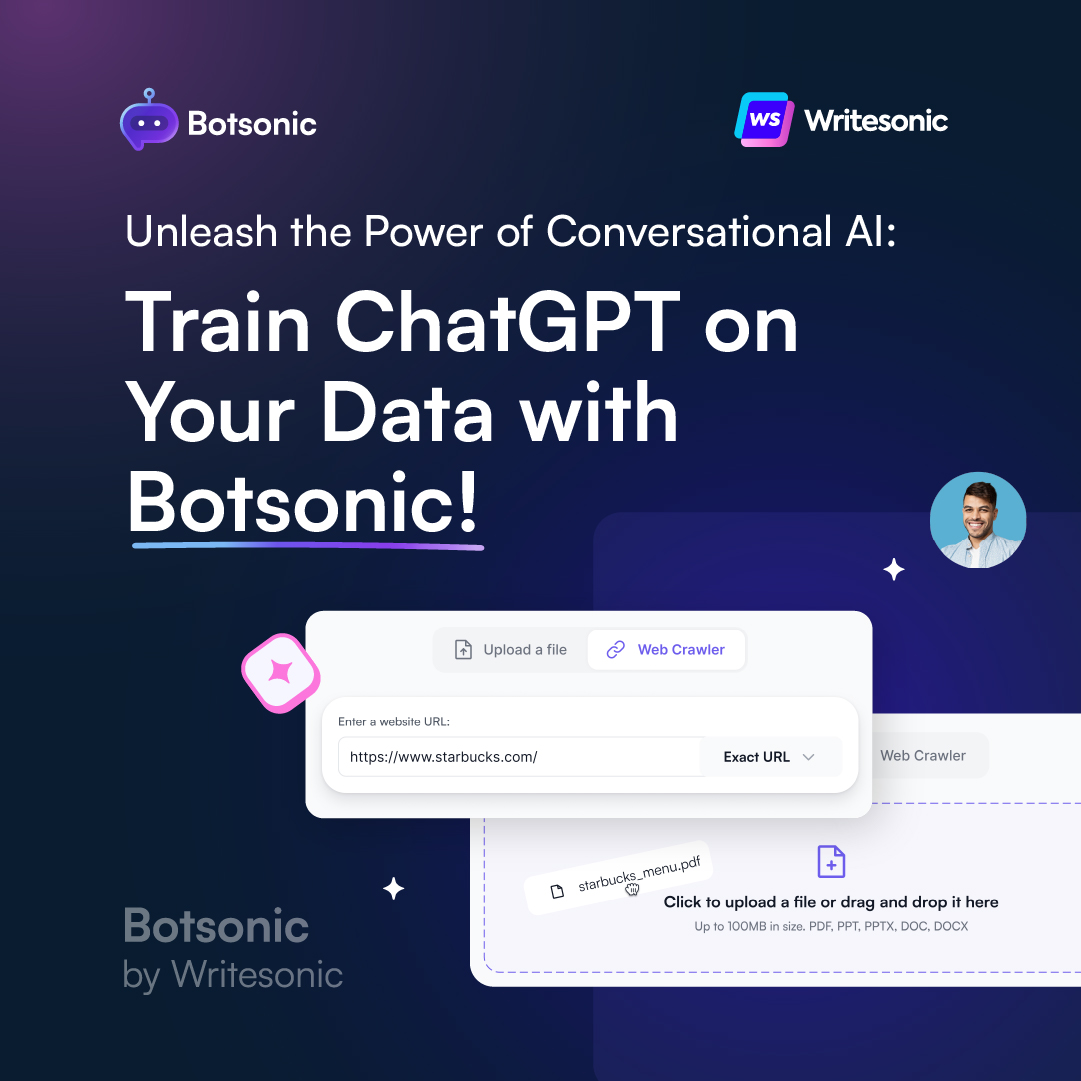 Botsonic
WS Writesonic
Unleash the Power of Conversational AI:
Train ChatGPT on
Your Data with
Botsonic!
Upload a file
Web Crawler
Enter a website URL:
https://www.starbucks.com/
Exact URL
Web Crawler
starbucks_menu.pdf
Click to upload a file or drag and drop it here
Up to 100MB in size. PDF, PPT, PPTX, DOC, DOCX
Botsonic
by Writesonic